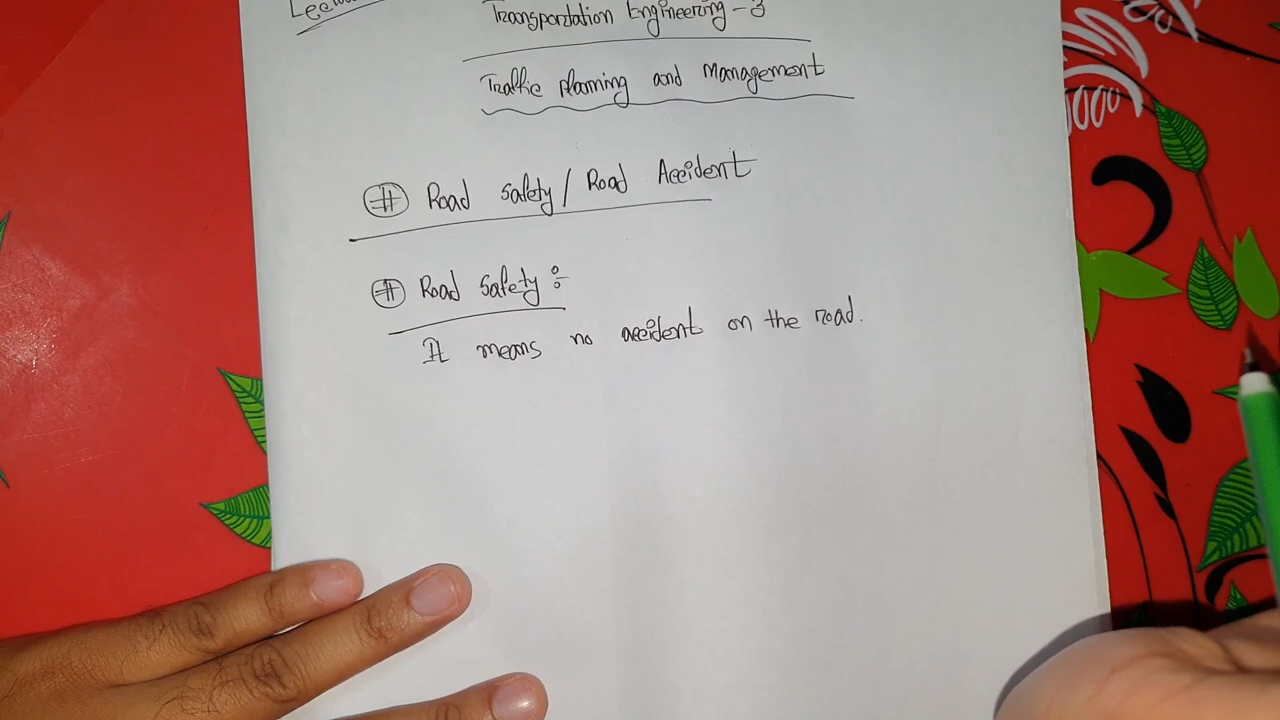 Transportation Engineering - 3
Traffic planning and Management
# Road Safety / Road Accident
# Road Safety :-
It means no accident on the road.